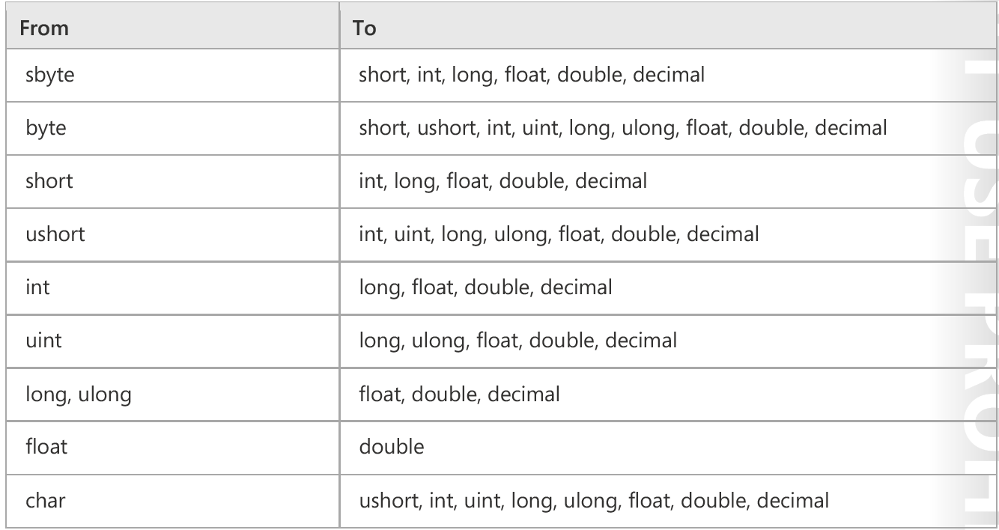 From To
sbyte short, int, long, float, double, decimal
byte short, ushort, int, uint, long, ulong, float, double, decimal
short int, long, float, double, decimal
ushort int, uint, long, ulong, float, double, decimal
int long, float, double, decimal
uint long, ulong, float, double, decimal
long, ulong float, double, decimal
float double
char ushort, int, uint, long, ulong, float, double, decimal
USE